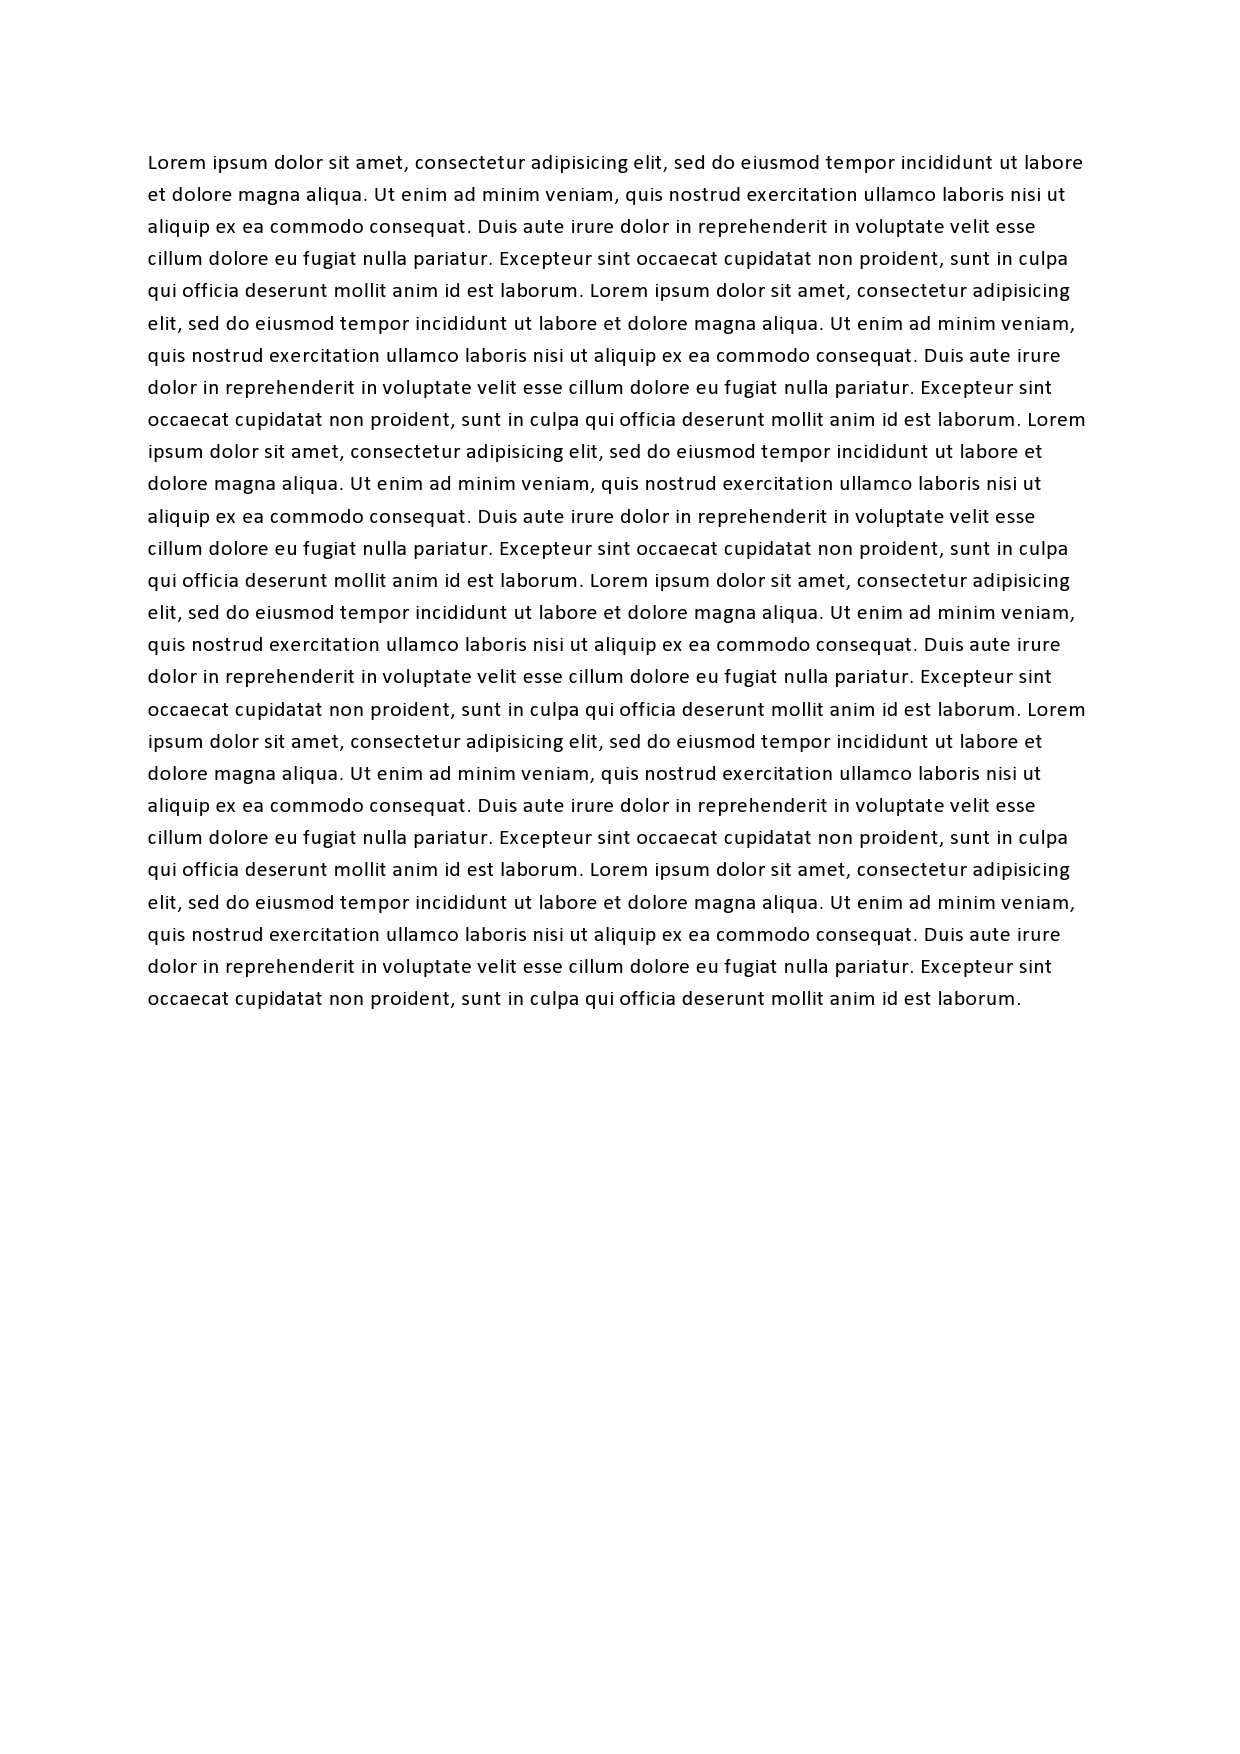 Lorem ipsum dolor sit amet, consectetur adipisicing elit, sed do eiusmod tempor incididunt ut labore
et dolore magna aliqua. Ut enim ad minim veniam, quis nostrud exercitation ullamco laboris nisi ut
aliquip ex ea commodo consequat. Duis aute irure dolor in reprehenderit in voluptate velit esse
cillum dolore eu fugiat nulla pariatur. Excepteur sint occaecat cupidatat non proident, sunt in culpa
qui officia deserunt mollit anim id est laborum. Lorem ipsum dolor sit amet, consectetur adipisicing
elit, sed do eiusmod tempor incididunt ut labore et dolore magna aliqua. Ut enim ad minim veniam,
quis nostrud exercitation ullamco laboris nisi ut aliquip ex ea commodo consequat. Duis aute irure
dolor in reprehenderit in voluptate velit esse cillum dolore eu fugiat nulla pariatur. Excepteur sint
occaecat cupidatat non proident, sunt in culpa qui officia deserunt mollit anim id est laborum. Lorem
ipsum dolor sit amet, consectetur adipisicing elit, sed do eiusmod tempor incididunt ut labore et
dolore magna aliqua. Ut enim ad minim veniam, quis nostrud exercitation ullamco laboris nisi ut
aliquip ex ea commodo consequat. Duis aute irure dolor in reprehenderit in voluptate velit esse
cillum dolore eu fugiat nulla pariatur. Excepteur sint occaecat cupidatat non proident, sunt in culpa
qui officia deserunt mollit anim id est laborum. Lorem ipsum dolor sit amet, consectetur adipisicing
elit, sed do eiusmod tempor incididunt ut labore et dolore magna aliqua. Ut enim ad minim veniam,
quis nostrud exercitation ullamco laboris nisi ut aliquip ex ea commodo consequat. Duis aute irure
dolor in reprehenderit in voluptate velit esse cillum dolore eu fugiat nulla pariatur. Excepteur sint
occaecat cupidatat non proident, sunt in culpa qui officia deserunt mollit anim id est laborum. Lorem
ipsum dolor sit amet, consectetur adipisicing elit, sed do eiusmod tempor incididunt ut labore et
dolore magna aliqua. Ut enim ad minim veniam, quis nostrud exercitation ullamco laboris nisi ut
aliquip ex ea commodo consequat. Duis aute irure dolor in reprehenderit in voluptate velit esse
cillum dolore eu fugiat nulla pariatur. Excepteur sint occaecat cupidatat non proident, sunt in culpa
qui officia deserunt mollit anim id est laborum. Lorem ipsum dolor sit amet, consectetur adipisicing
elit, sed do eiusmod tempor incididunt ut labore et dolore magna aliqua. Ut enim ad minim veniam,
quis nostrud exercitation ullamco laboris nisi ut aliquip ex ea commodo consequat. Duis aute irure
dolor in reprehenderit in voluptate velit esse cillum dolore eu fugiat nulla pariatur. Excepteur sint
occaecat cupidatat non proident, sunt in culpa qui officia deserunt mollit anim id est laborum.